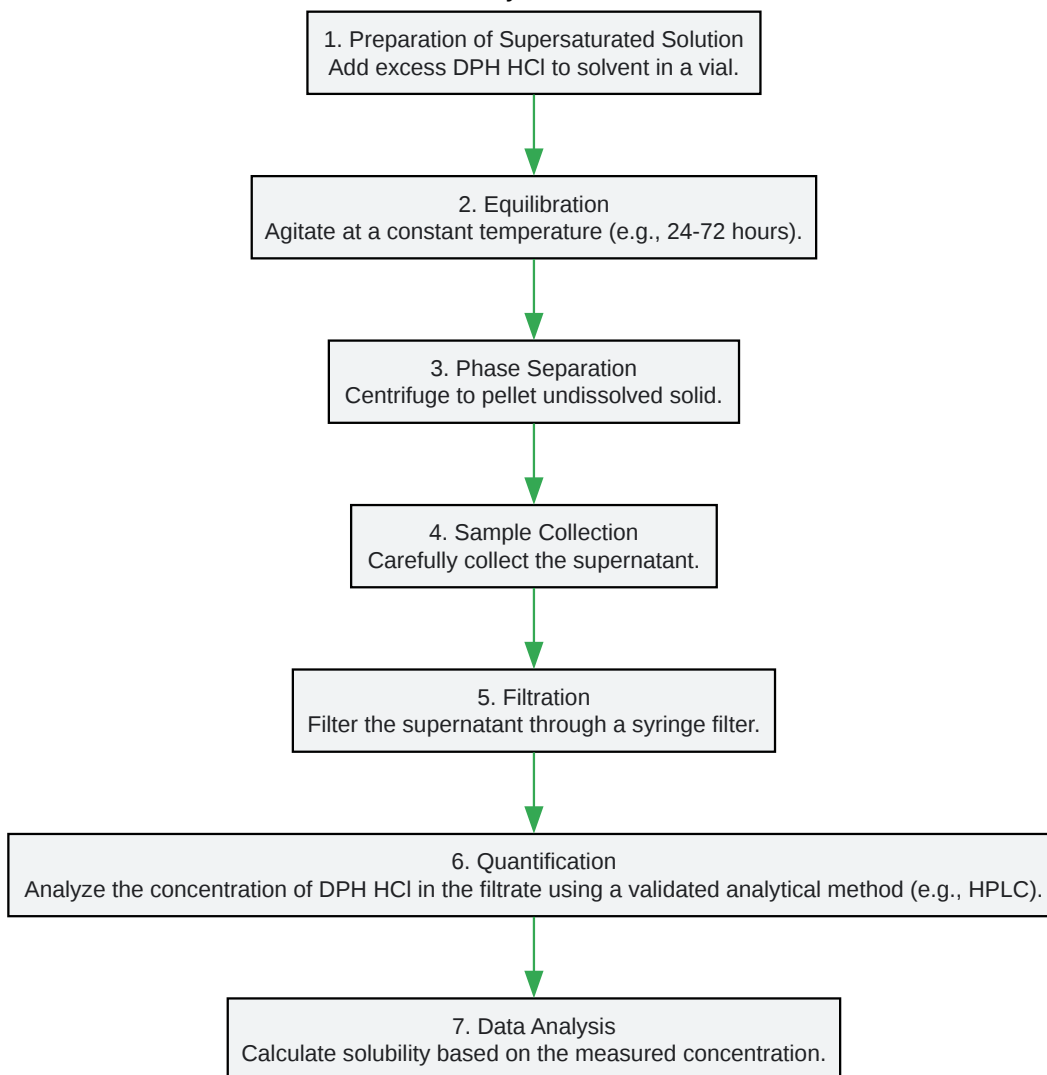 1. Preparation of Supersaturated Solution
Add excess DPH HCl to solvent in a vial.
2. Equilibration
Agitate at a constant temperature (e.g., 24-72 hours).
3. Phase Separation
Centrifuge to pellet undissolved solid.
4. Sample Collection
Carefully collect the supernatant.
5. Filtration
Filter the supernatant through a syringe filter.
6. Quantification
Analyze the concentration of DPH HCl in the filtrate using a validated analytical method (e.g., HPLC).
7. Data Analysis
Calculate solubility based on the measured concentration.